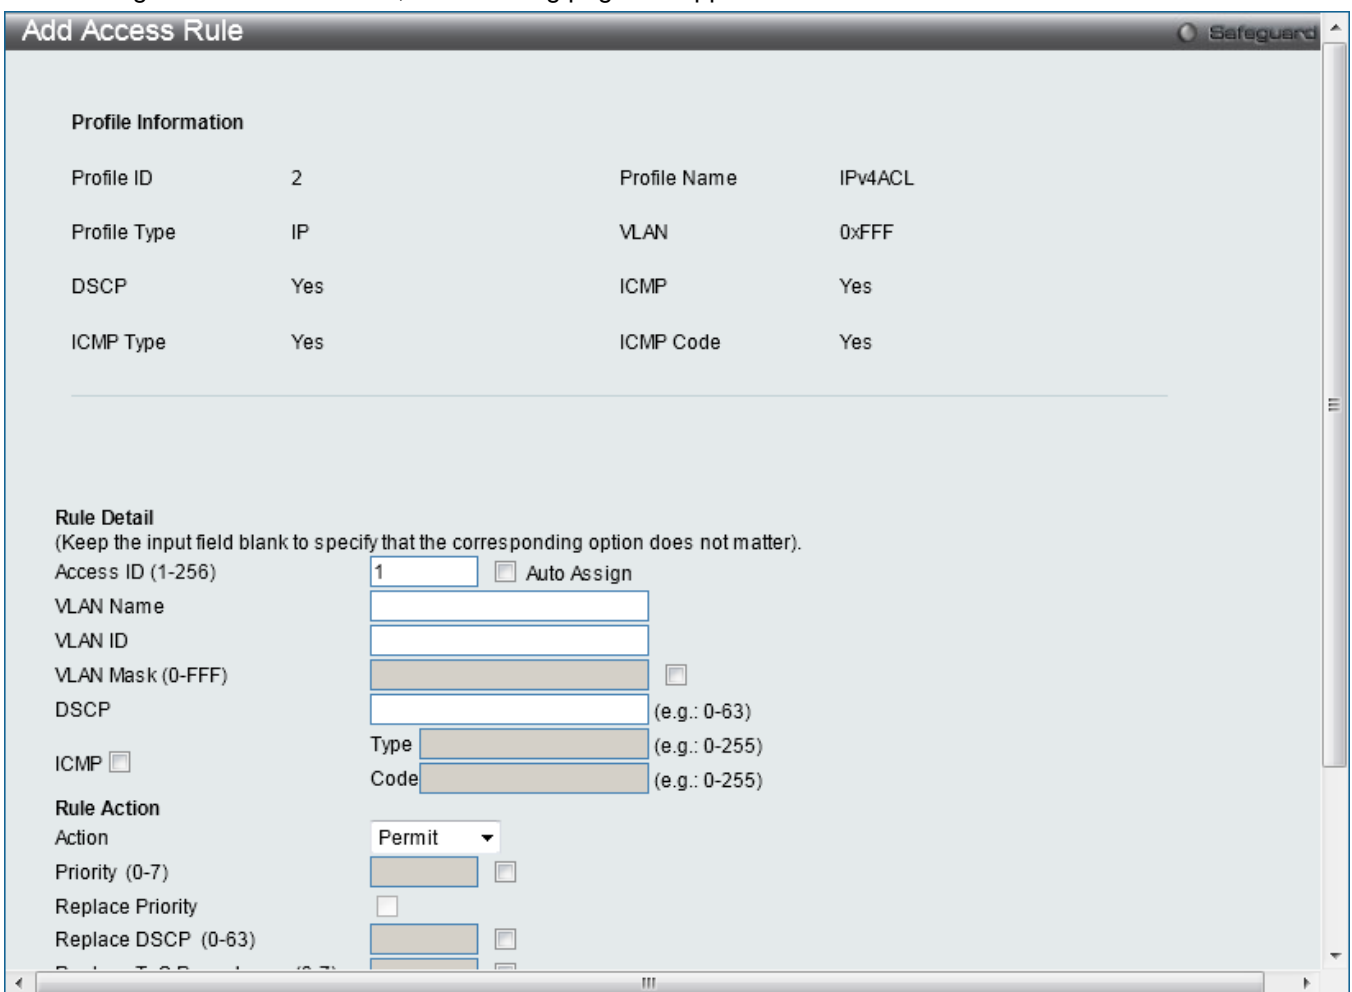 Add Access Rule
Safeguard
Profile Information
Profile ID 2 Profile Name IPv4ACL
Profile Type IP VLAN 0xFFF
DSCP Yes ICMP Yes
ICMP Type Yes ICMP Code Yes
Rule Detail
(Keep the input field blank to specify that the corresponding option does not matter).
Access ID (1-256) 1 Auto Assign
VLAN Name
VLAN ID
VLAN Mask (0-FFF)
DSCP (e.g.: 0-63)
ICMP Type (e.g.: 0-255)
Code (e.g.: 0-255)
Rule Action
Action Permit
Priority (0-7)
Replace Priority
Replace DSCP (0-63)